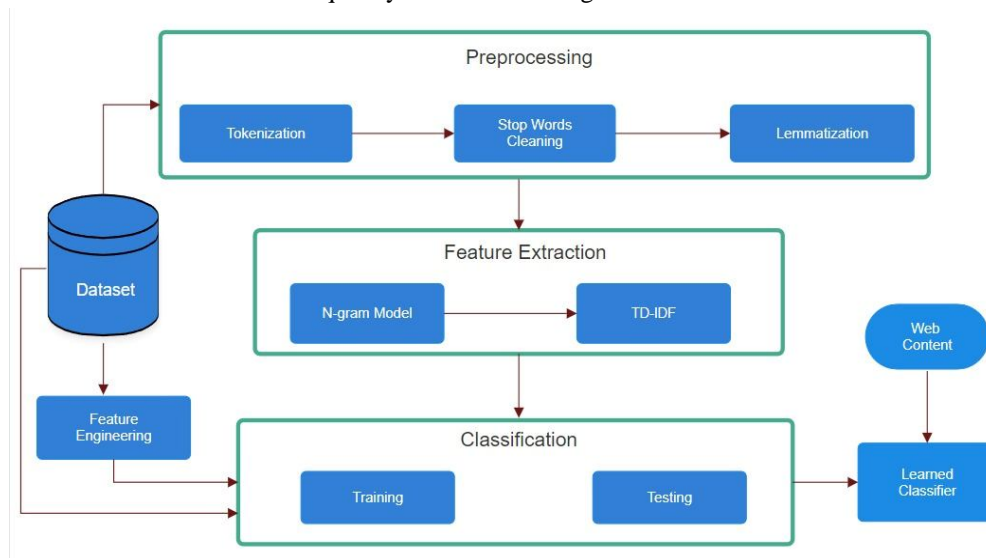 Preprocessing
Tokenization
Stop Words
Cleaning
Lemmatization
Feature Extraction
Dataset
N-gram Model
TD-IDF
Web
Content
Feature
Engineering
Classification
Training
Testing
Learned
Classifier